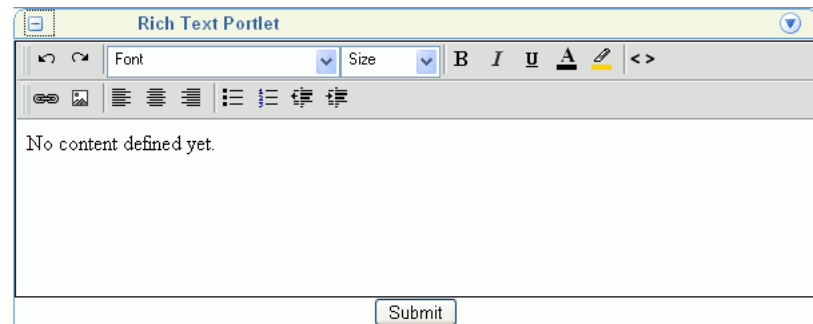 Rich Text Portlet
Font Size B I U A <>
No content defined yet.
Submit